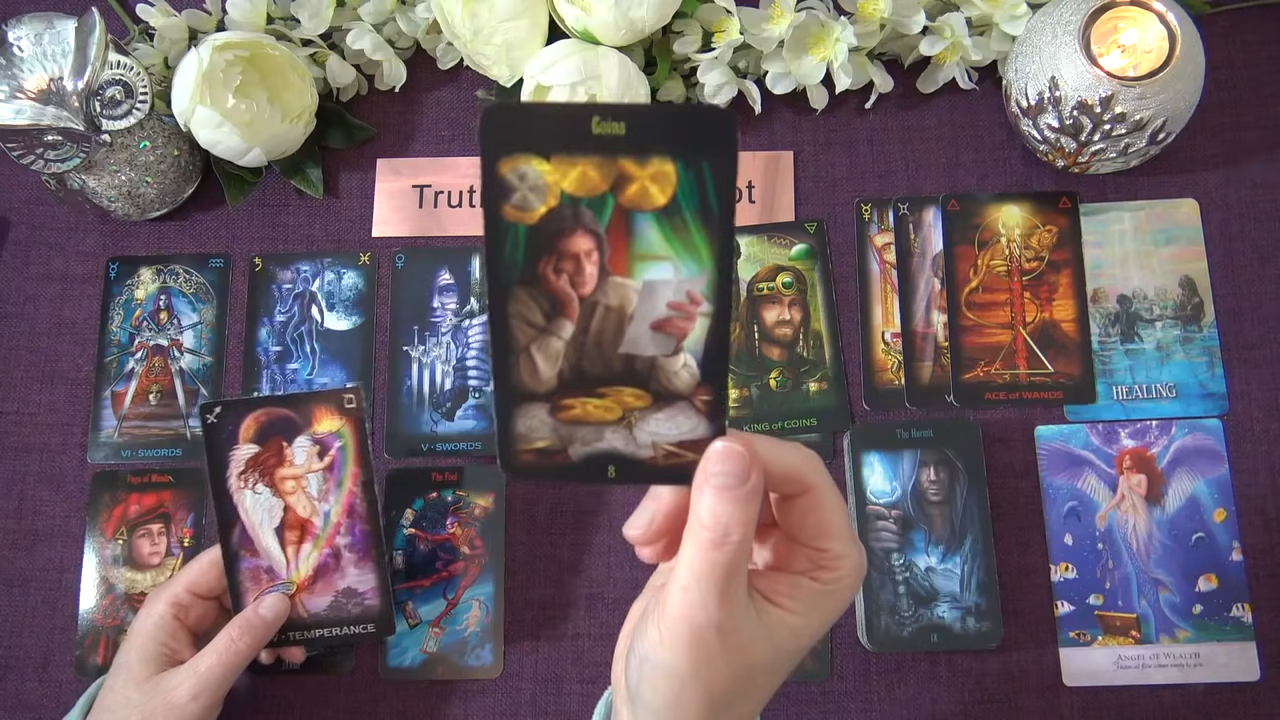 Coins
8
Trut
ot
VI · SWORDS
V · SWORDS
KING of COINS
ACE of WANDS
HEALING
Page of Wands
TEMPERANCE
The Fool
The Hermit
IX
ANGEL OF WEALTH